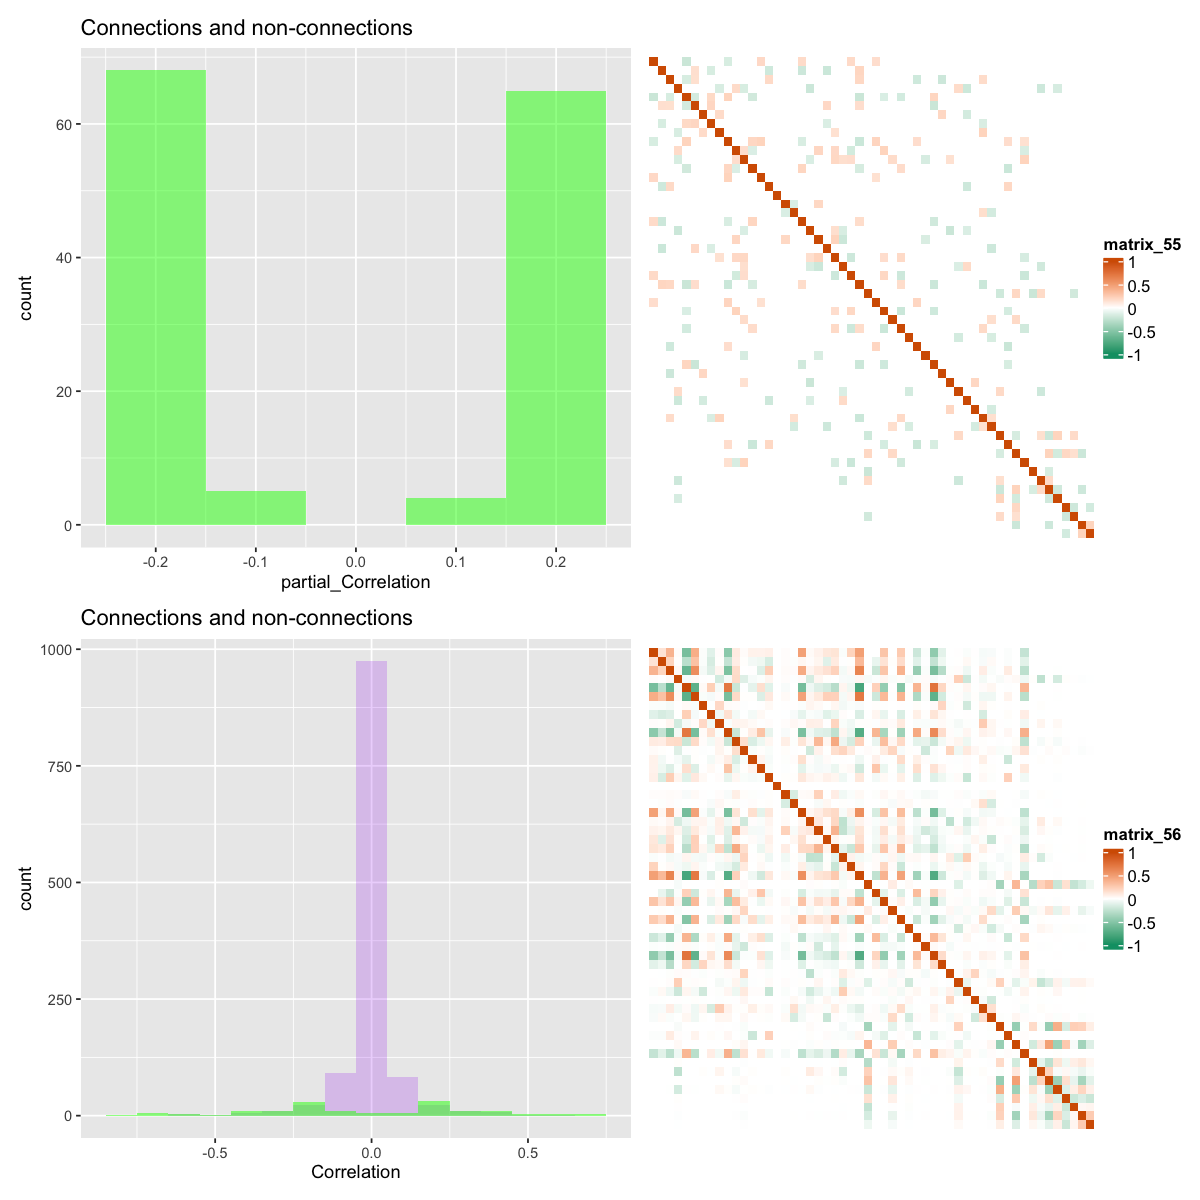 Connections and non-connections
60
40
20
0
count
-0.2 -0.1 0.0 0.1 0.2
partial_Correlation
matrix_55
1
0.5
0
-0.5
-1
Connections and non-connections
1000
750
500
250
0
count
-0.5 0.0 0.5
Correlation
matrix_56
1
0.5
0
-0.5
-1